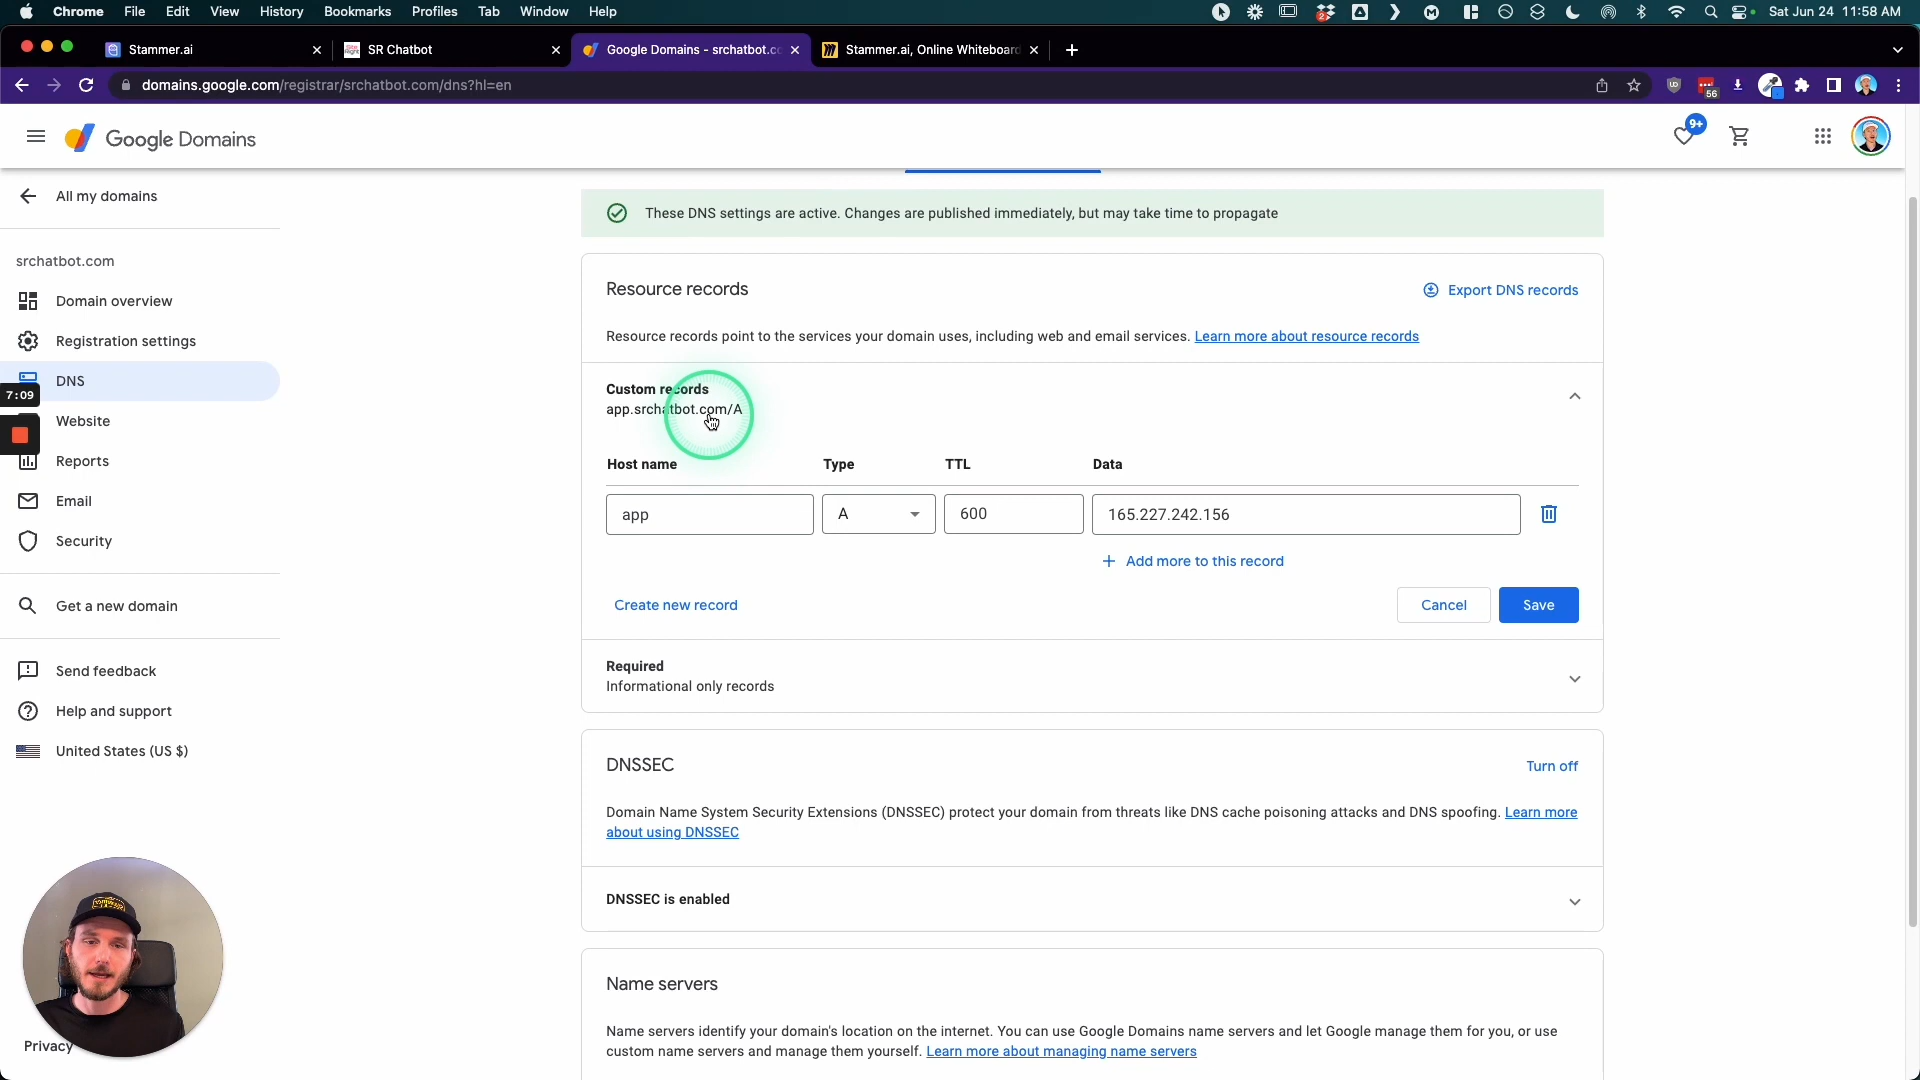 Chrome File Edit View History Bookmarks Profiles Tab Window Help
2
Sat Jun 24 11:58 AM
Stammer.ai
SR Chatbot
Google Domains - srchatbot.cc
Stammer.ai, Online Whiteboard
domains.google.com/registrar/srchatbot.com/dns?hl=en
56
Google Domains
9+
All my domains
srchatbot.com
Domain overview
Registration settings
DNS
7:09
Website
Reports
Email
Security
Get a new domain
Send feedback
Help and support
United States (US $)
Privacy
These DNS settings are active. Changes are published immediately, but may take time to propagate
Resource records
Export DNS records
Resource records point to the services your domain uses, including web and email services. Learn more about resource records
Custom records
app.srchatbot.com/A
Host name Type TTL Data
app A 600 165.227.242.156
Add more to this record
Create new record
Cancel
Save
Required
Informational only records
DNSSEC
Turn off
Domain Name System Security Extensions (DNSSEC) protect your domain from threats like DNS cache poisoning attacks and DNS spoofing. Learn more
about using DNSSEC
DNSSEC is enabled
Name servers
Name servers identify your domain's location on the internet. You can use Google Domains name servers and let Google manage them for you, or use
custom name servers and manage them yourself. Learn more about managing name servers